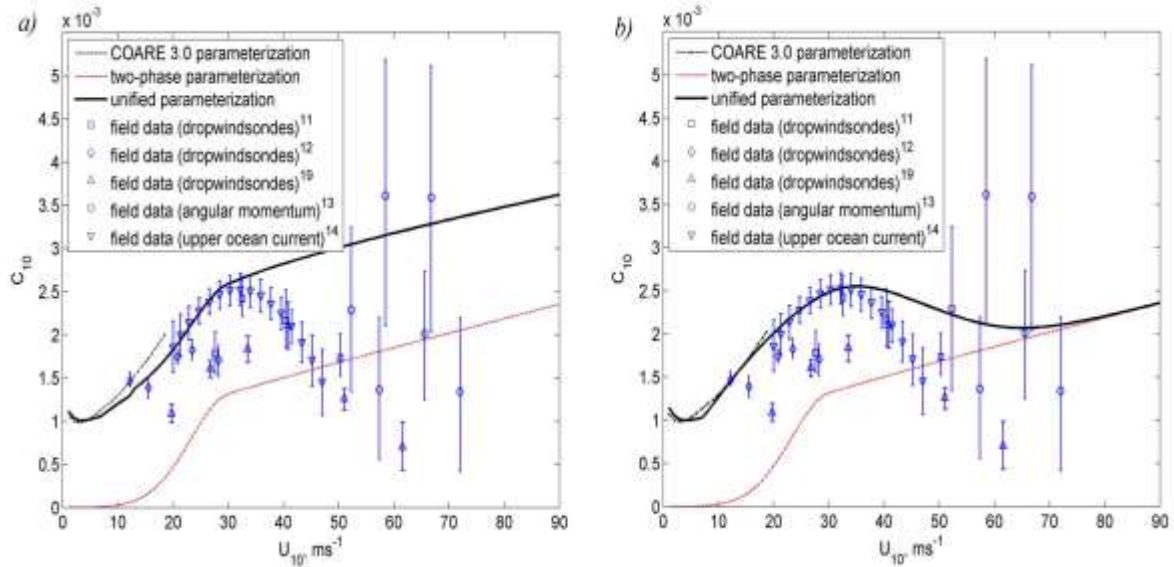 a)
x 10⁻³
COARE 3.0 parameterization
two-phase parameterization
unified parameterization
field data (dropwindsondes)¹¹
field data (dropwindsondes)¹²
field data (dropwindsondes)¹⁹
field data (angular momentum)¹³
field data (upper ocean current)¹⁴
5
4.5
4
3.5
3
2.5
2
1.5
1
0.5
0
C₁₀
0 10 20 30 40 50 60 70 80 90
U₁₀, ms⁻¹
b)
x 10⁻³
COARE 3.0 parameterization
two-phase parameterization
unified parameterization
field data (dropwindsondes)¹¹
field data (dropwindsondes)¹²
field data (dropwindsondes)¹⁹
field data (angular momentum)¹³
field data (upper ocean current)¹⁴
5
4.5
4
3.5
3
2.5
2
1.5
1
0.5
0
C₁₀
0 10 20 30 40 50 60 70 80 90
U₁₀, ms⁻¹